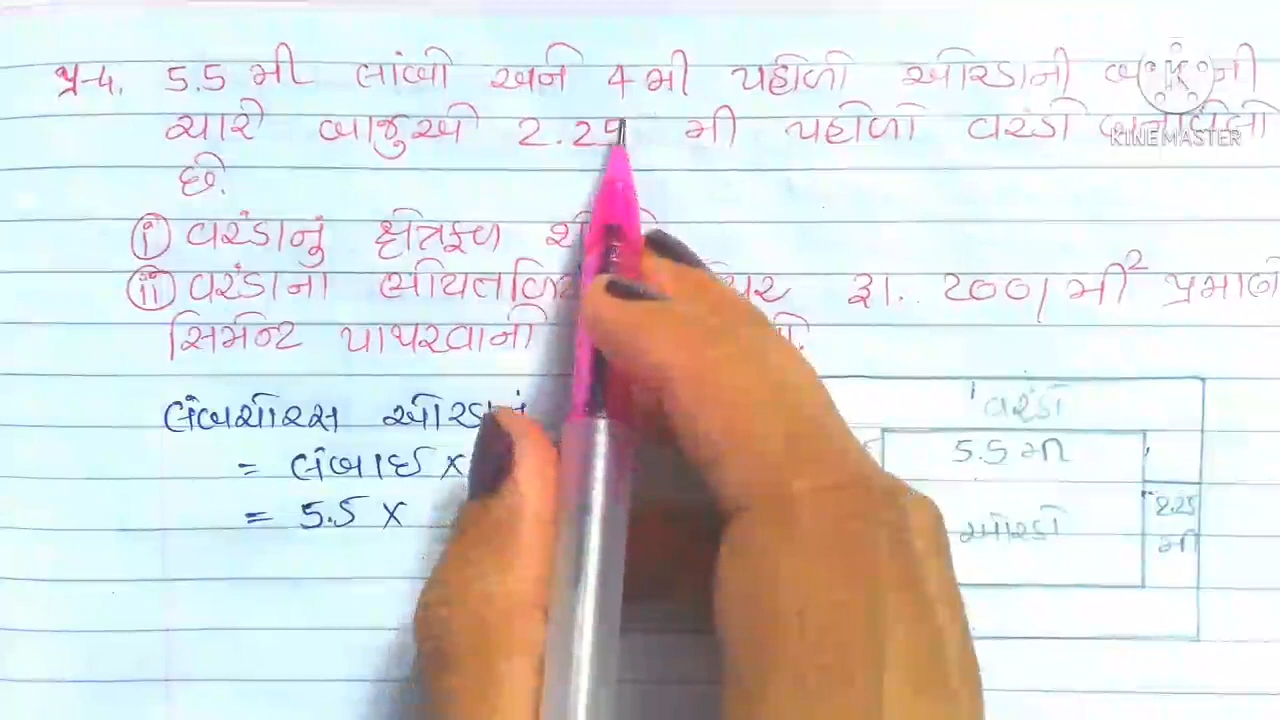 પ્ર-4. 5.5 મી લાંબો અને 4 મી પહોળો ઓરડાની
ચારે બાજુએ 2.25 મી પહોળો વરંડો
છે.
(i) વરંડાનું ક્ષેત્રફળ
(ii) વરંડાના ભોંયતળિ રૂા. 200/મી² પ્રમાણે
સિમેન્ટ પાથરવાનો
લંબચોરસ
વરંડો
= લંબાઈ ×
5.5 મી
= 5.5 ×
2.25
ઓરડો
મી
KINEMASTER